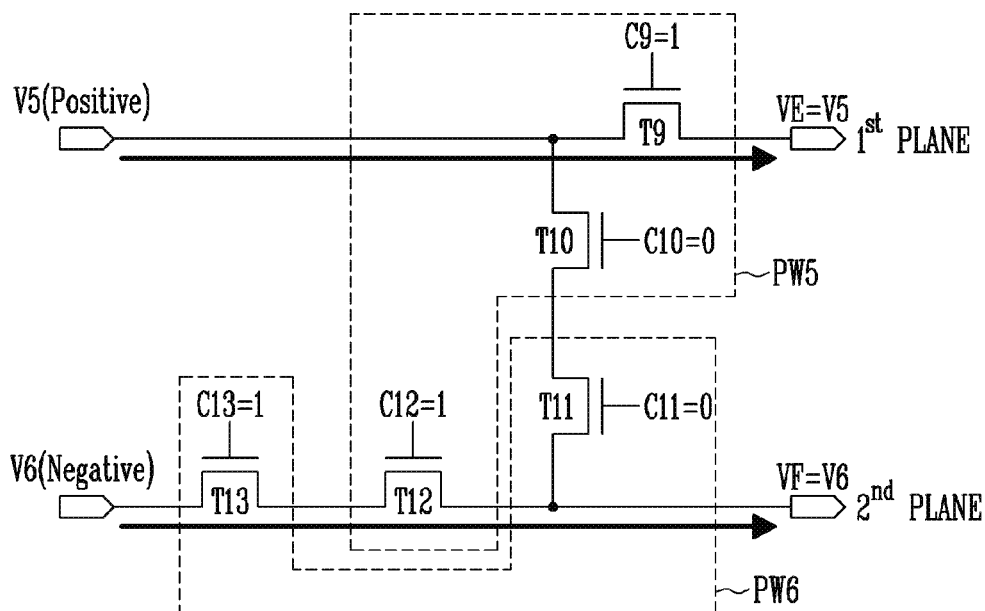 C9=1
V5(Positive)
VE=V5
T9
1st PLANE
T10
C10=0
PW5
C13=1
C12=1
T11
C11=0
V6(Negative)
VF=V6
T13
T12
2nd PLANE
PW6